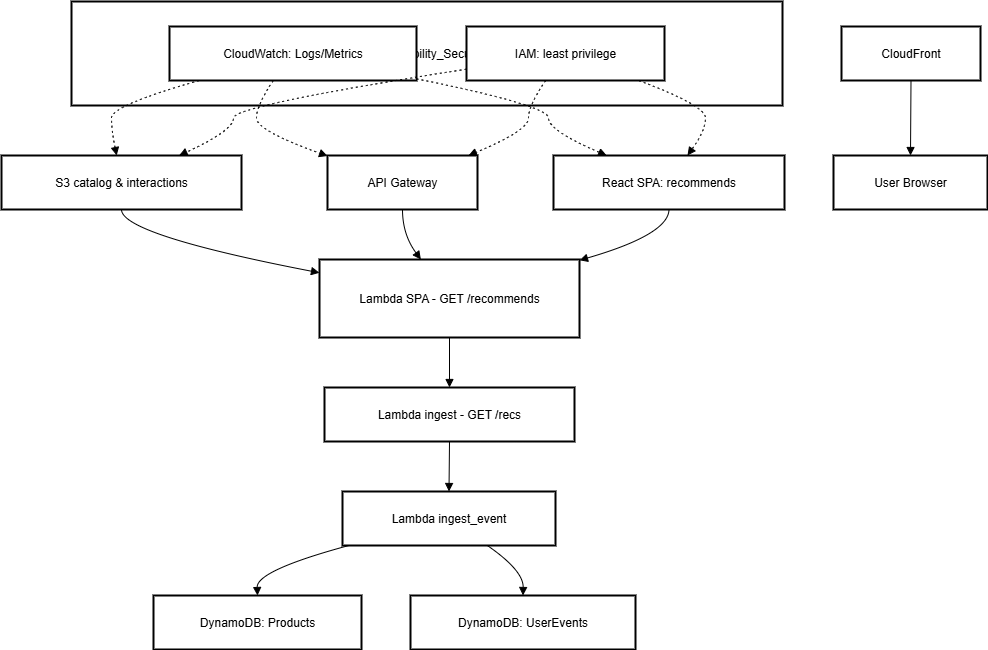 CloudWatch: Logs/Metrics
IAM: least privilege
CloudFront
S3 catalog & interactions
API Gateway
React SPA: recommends
User Browser
Lambda SPA - GET /recommends
Lambda ingest - GET /recs
Lambda ingest_event
DynamoDB: Products
DynamoDB: UserEvents